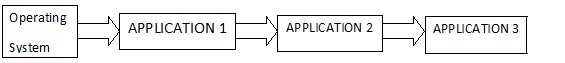 Operating
System
APPLICATION 1
APPLICATION 2
APPLICATION 3